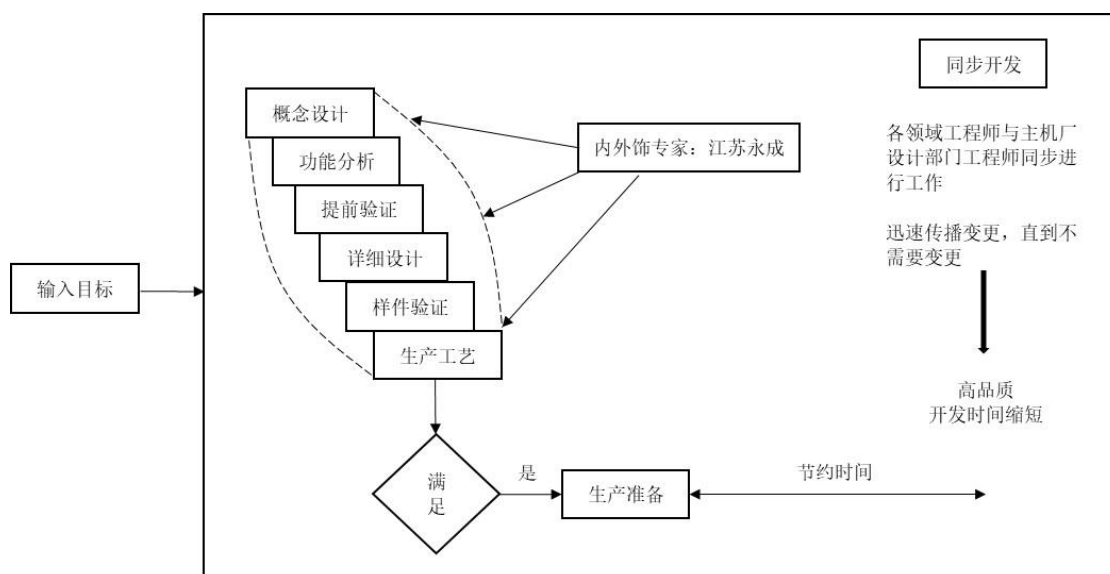 同步开发
概念设计
各领域工程师与主机厂
设计部门工程师同步进
行工作
内外饰专家：江苏永成
功能分析
提前验证
迅速传播变更，直到不
需要变更
详细设计
输入目标
样件验证
生产工艺
高品质
开发时间缩短
满
足
是
生产准备
节约时间